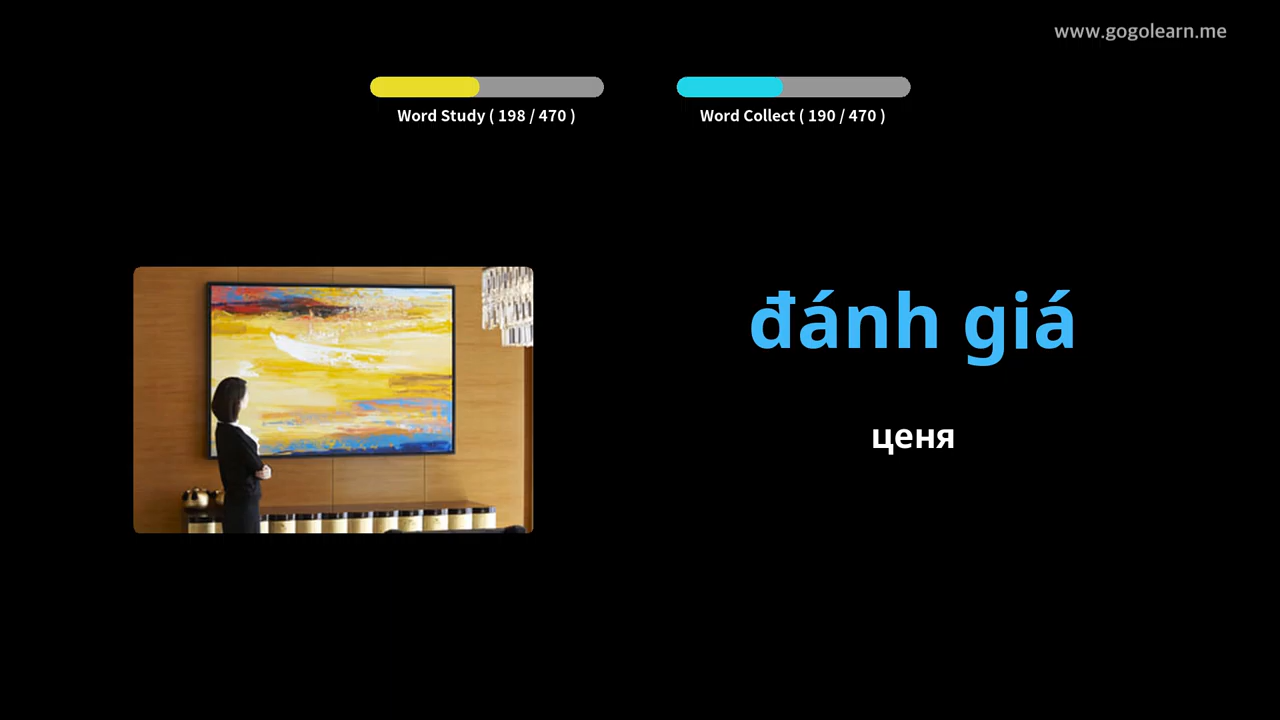 www.gogolearn.me
Word Study ( 198 / 470 )
Word Collect ( 190 / 470 )
đánh giá
ценя